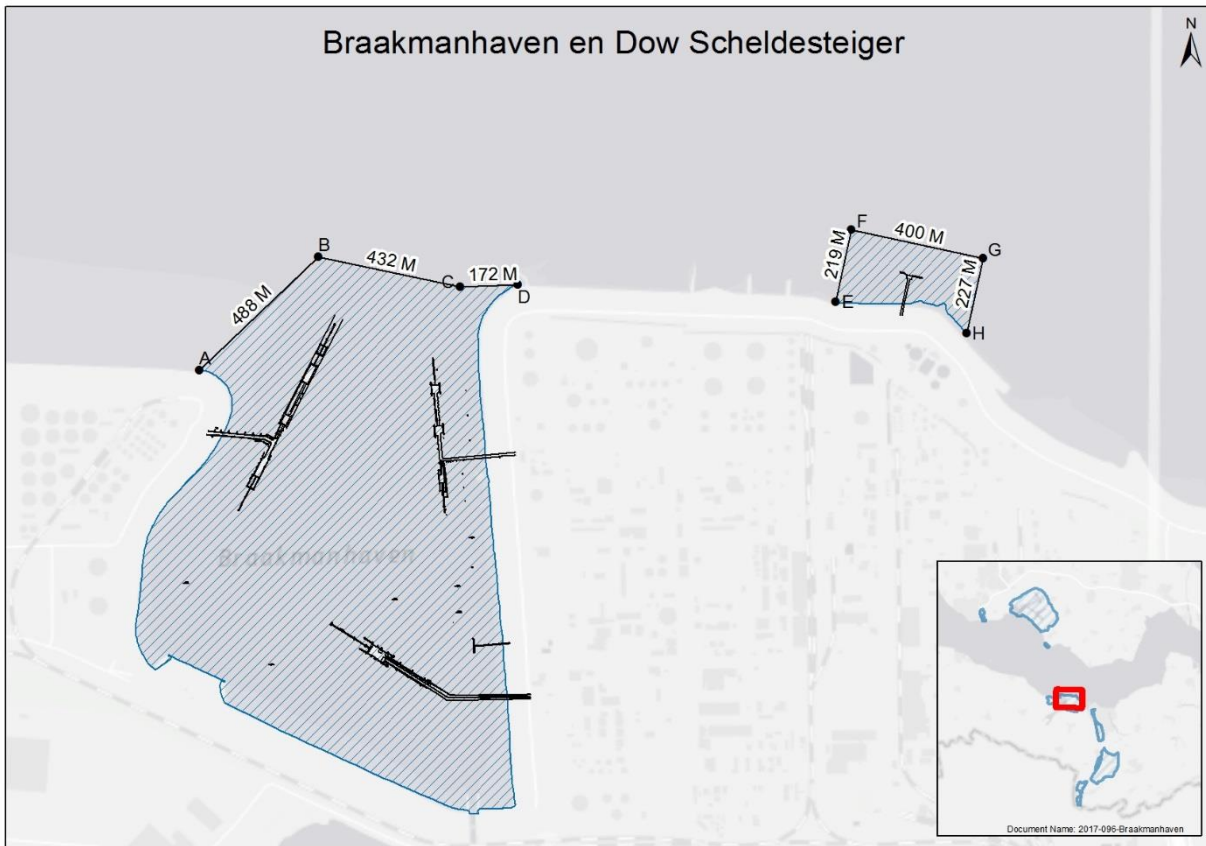 Braakmanhaven en Dow Scheldesteiger
N
B
432 M
C
172 M
D
488 M
A
F
400 M
G
219 M
227 M
E
H
Braakmanhaven
Document Name: 2017-096-Braakmanhaven